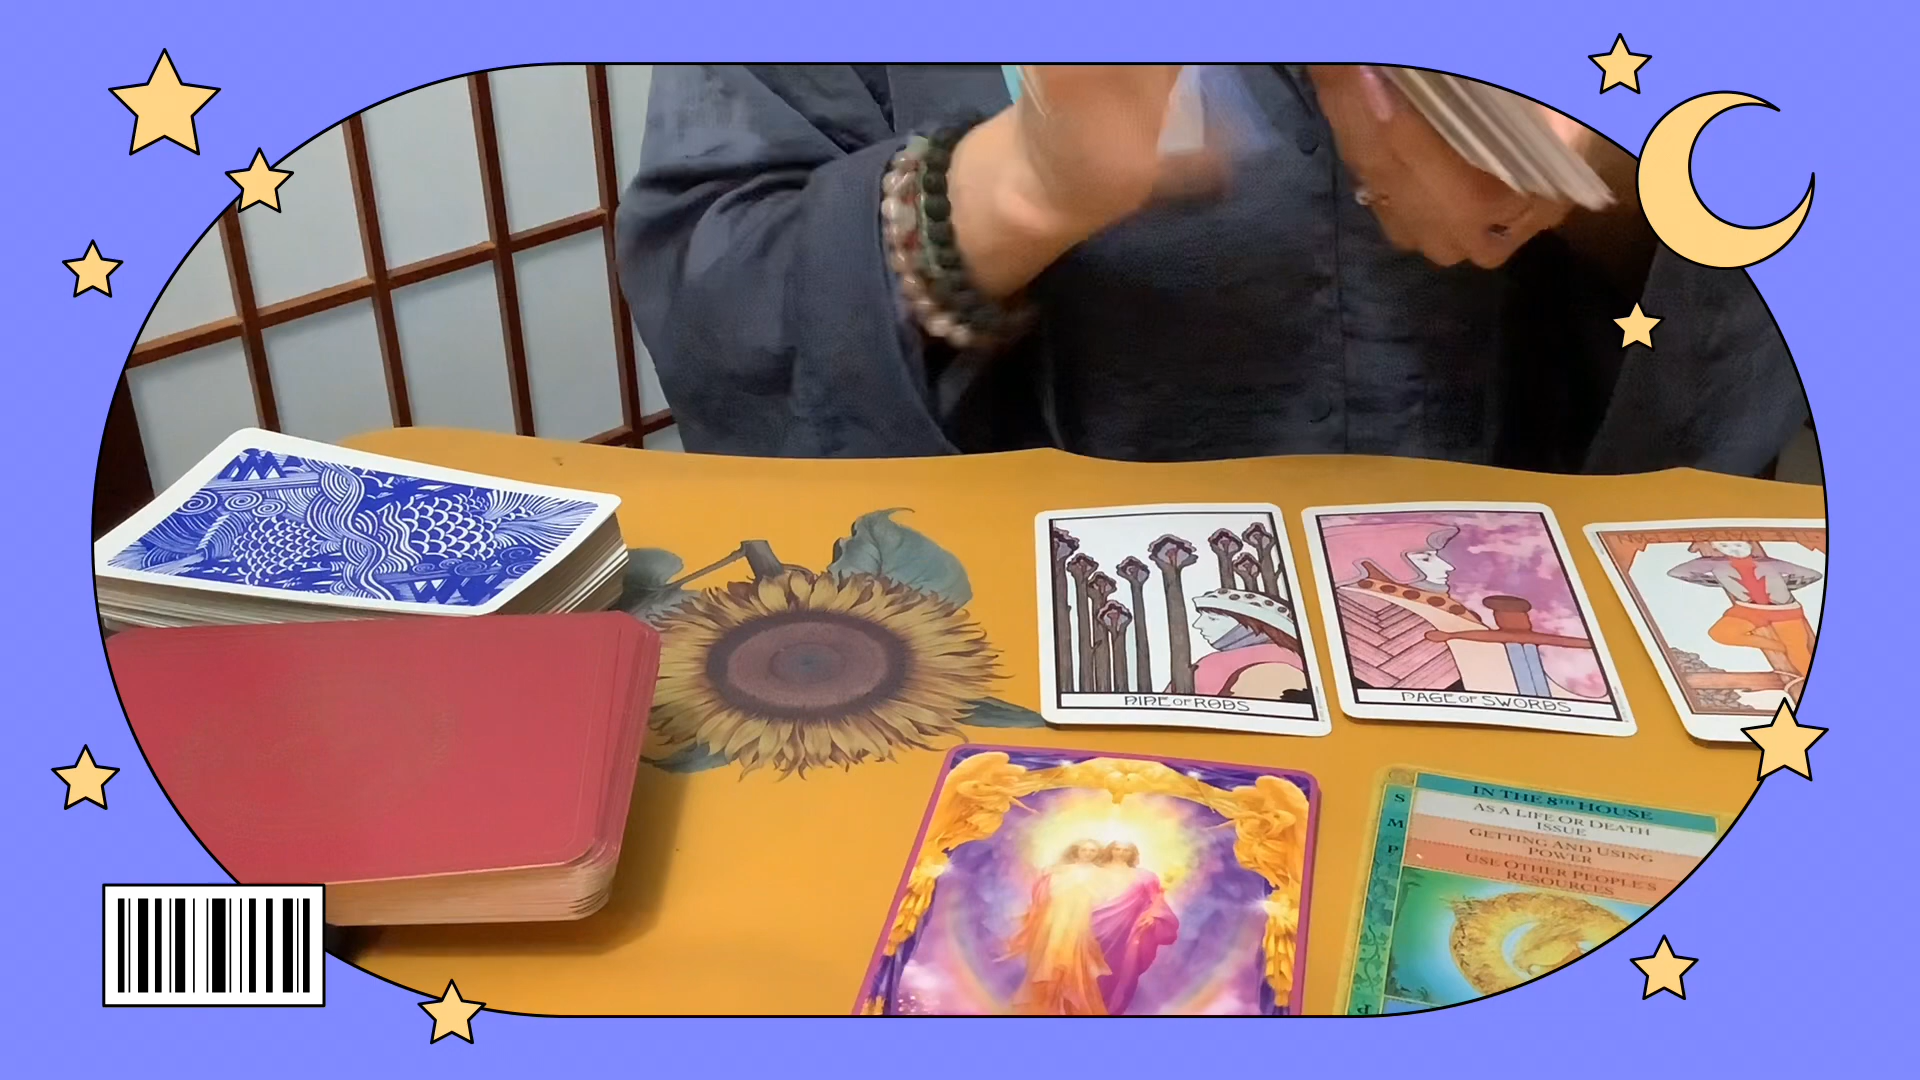 NINE OF RODS
PAGE OF SWORDS
IN THE 8TH HOUSE
AS A LIFE OR DEATH
ISSUE
GETTING AND USING
POWER
USE OTHER PEOPLE'S
RESOURCES
S
M
P